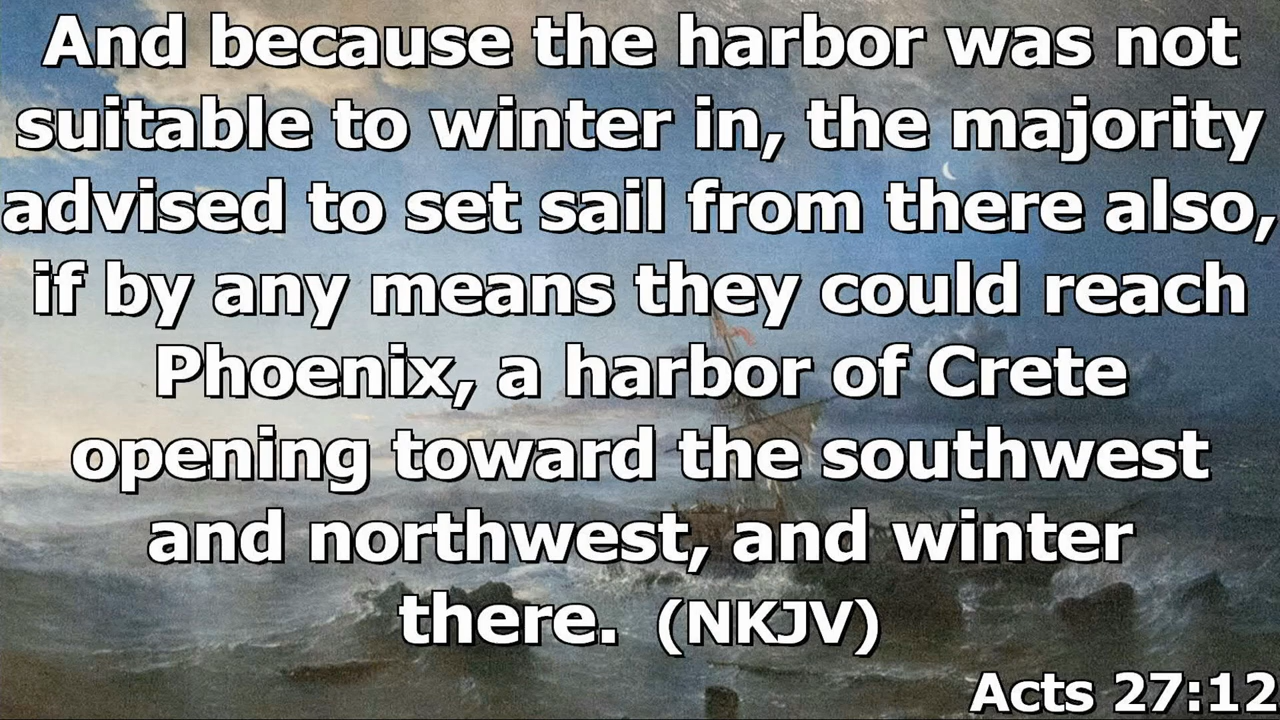 And because the harbor was not
suitable to winter in, the majority
advised to set sail from there also,
if by any means they could reach
Phoenix, a harbor of Crete
opening toward the southwest
and northwest, and winter
there. (NKJV)
Acts 27:12